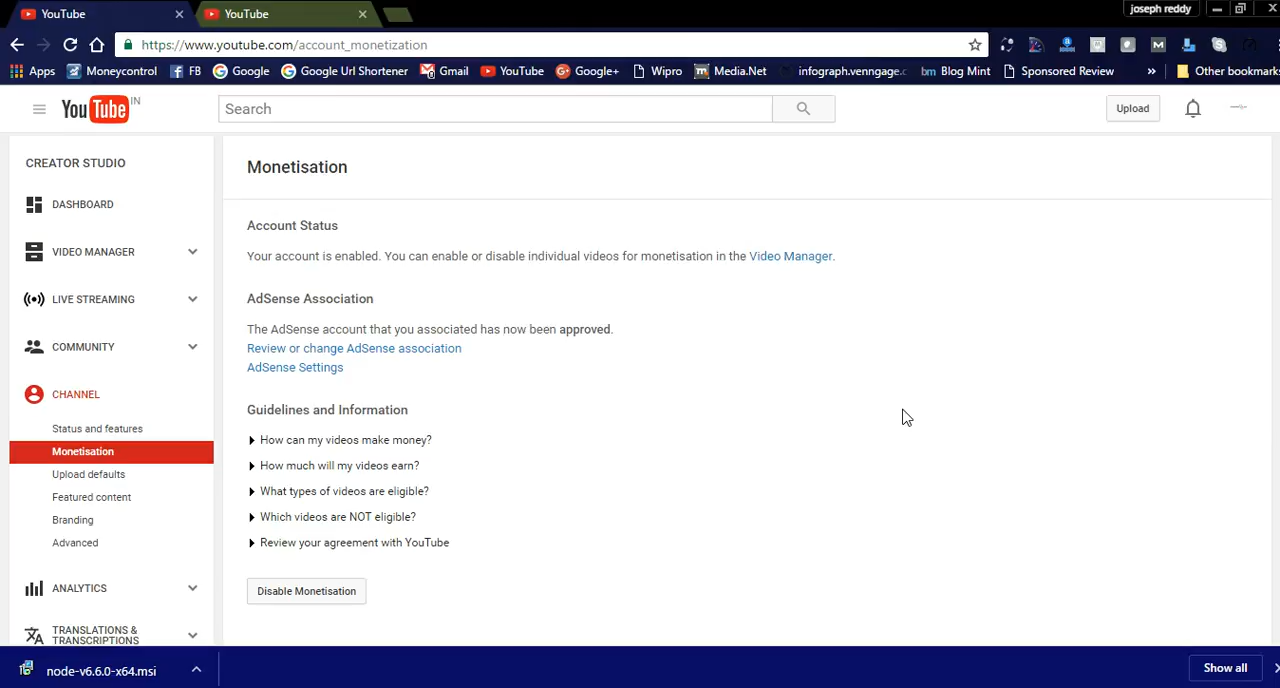 YouTube
YouTube
joseph reddy
https://www.youtube.com/account_monetization
Apps Moneycontrol FB Google Google Url Shortener Gmail YouTube Google+ Wipro Media.Net infograph.venngage.c Blog Mint Sponsored Review » Other bookmarks
YouTube IN
Search
Upload
CREATOR STUDIO
DASHBOARD
VIDEO MANAGER
LIVE STREAMING
COMMUNITY
CHANNEL
Status and features
Monetisation
Upload defaults
Featured content
Branding
Advanced
ANALYTICS
TRANSLATIONS &
TRANSCRIPTIONS
Monetisation
Account Status
Your account is enabled. You can enable or disable individual videos for monetisation in the Video Manager.
AdSense Association
The AdSense account that you associated has now been approved.
Review or change AdSense association
AdSense Settings
Guidelines and Information
How can my videos make money?
How much will my videos earn?
What types of videos are eligible?
Which videos are NOT eligible?
Review your agreement with YouTube
Disable Monetisation
node-v6.6.0-x64.msi
Show all